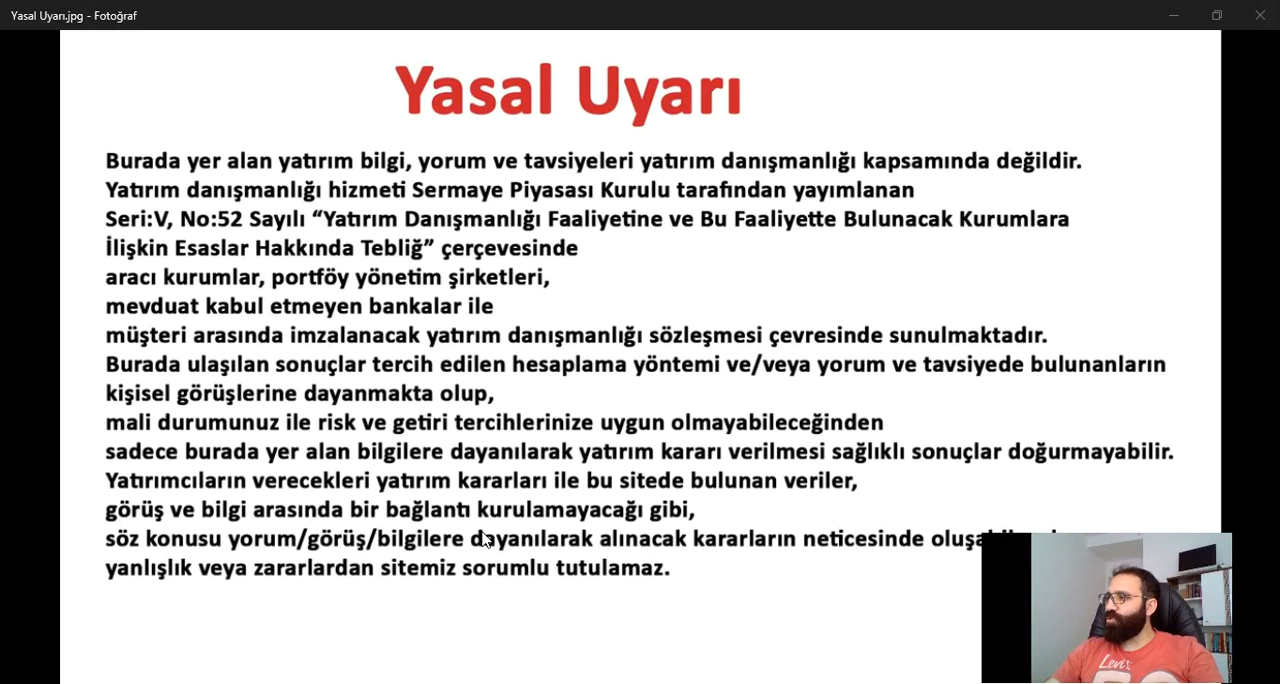 Yasal Uyarı.jpg - Fotoğraf
Yasal Uyarı
Burada yer alan yatırım bilgi, yorum ve tavsiyeleri yatırım danışmanlığı kapsamında değildir.
Yatırım danışmanlığı hizmeti Sermaye Piyasası Kurulu tarafından yayımlanan
Seri:V, No:52 Sayılı “Yatırım Danışmanlığı Faaliyetine ve Bu Faaliyette Bulunacak Kurumlara
İlişkin Esaslar Hakkında Tebliğ” çerçevesinde
aracı kurumlar, portföy yönetim şirketleri,
mevduat kabul etmeyen bankalar ile
müşteri arasında imzalanacak yatırım danışmanlığı sözleşmesi çevresinde sunulmaktadır.
Burada ulaşılan sonuçlar tercih edilen hesaplama yöntemi ve/veya yorum ve tavsiyede bulunanların
kişisel görüşlerine dayanmakta olup,
mali durumunuz ile risk ve getiri tercihlerinize uygun olmayabileceğinden
sadece burada yer alan bilgilere dayanılarak yatırım kararı verilmesi sağlıklı sonuçlar doğurmayabilir.
Yatırımcıların verecekleri yatırım kararları ile bu sitede bulunan veriler,
görüş ve bilgi arasında bir bağlantı kurulamayacağı gibi,
söz konusu yorum/görüş/bilgilere dayanılarak alınacak kararların neticesinde
yanlışlık veya zararlardan sitemiz sorumlu tutulamaz.
Levi's